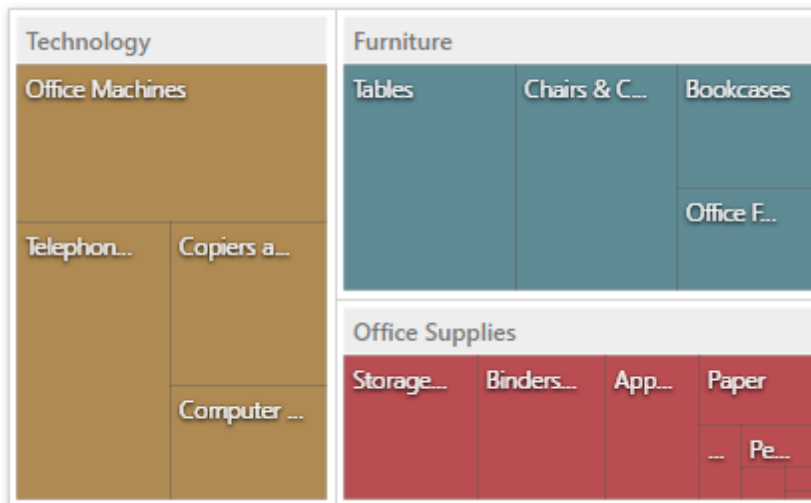 Technology
Office Machines
Telephon...
Copiers a...
Computer ...
Furniture
Tables
Chairs & C...
Bookcases
Office F...
Office Supplies
Storage...
Binders...
App...
Paper
...
Pe...